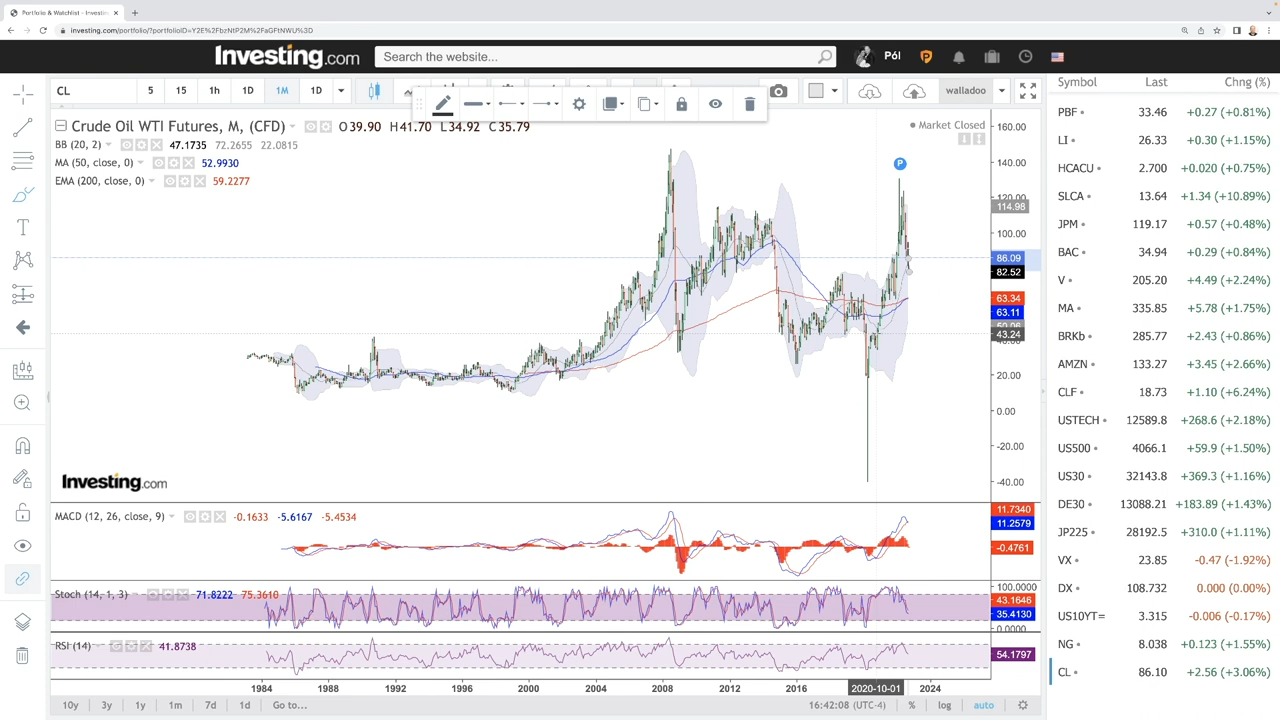 Portfolio & Watchlist - Investin
investing.com/portfolio/?portfolioID=Y2E%2FbzNtP2M%2FaGFtNWU%3D
Investing.com
Search the website...
Pól
CL
5 15 1h 1D 1M 1D
walladoo
Symbol Last Chng (%)
Crude Oil WTI Futures, M, (CFD) O39.90 H41.70 L34.92 C35.79
Market Closed
BB (20, 2) 47.1735 72.2655 22.0815
MA (50, close, 0) 52.9930
EMA (200, close, 0) 59.2277
P
160.00
140.00
120.00
114.98
100.00
86.09
82.52
63.34
63.11
50.06
43.24
40.00
20.00
0.00
-20.00
-40.00
Investing.com
MACD (12, 26, close, 9) -0.1633 -5.6167 -5.4534
11.7340
11.2579
-0.4761
Stoch (14, 1, 3) 71.8222 75.3610
100.0000
43.1646
35.4130
0.0000
RSI (14) 41.8738
54.1797
1984 1988 1992 1996 2000 2004 2008 2012 2016 2020-10-01 2024
10y 3y 1y 1m 7d 1d Go to... 16:42:08 (UTC-4) % log auto
PBF 33.46 +0.27 (+0.81%)
LI 26.33 +0.30 (+1.15%)
HCACU 2.700 +0.020 (+0.75%)
SLCA 13.64 +1.34 (+10.89%)
JPM 119.17 +0.57 (+0.48%)
BAC 34.94 +0.29 (+0.84%)
V 205.20 +4.49 (+2.24%)
MA 335.85 +5.78 (+1.75%)
BRKb 285.77 +2.43 (+0.86%)
AMZN 133.27 +3.45 (+2.66%)
CLF 18.73 +1.10 (+6.24%)
USTECH 12589.8 +268.6 (+2.18%)
US500 4066.1 +59.9 (+1.50%)
US30 32143.8 +369.3 (+1.16%)
DE30 13088.21 +183.89 (+1.43%)
JP225 28192.5 +310.0 (+1.11%)
VX 23.85 -0.47 (-1.92%)
DX 108.732 0.000 (0.00%)
US10YT= 3.315 -0.006 (-0.17%)
NG 8.038 +0.123 (+1.55%)
CL 86.10 +2.56 (+3.06%)